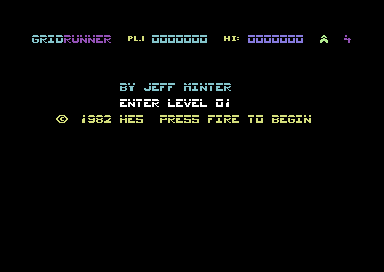 GRIDRUNNER PL1 0000000 HI: 0000000 4
BY JEFF MINTER
ENTER LEVEL 01
© 1982 HES PRESS FIRE TO BEGIN